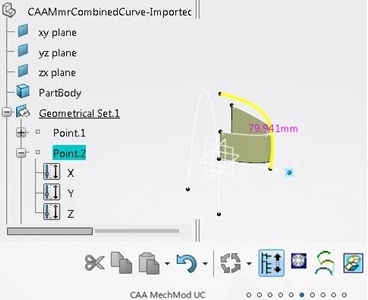 CAAMmrCombinedCurve-Importec
xy plane
yz plane
zx plane
PartBody
Geometrical Set.1
Point.1
Point.2
X
Y
Z
79.941mm
CAA MechMod UC